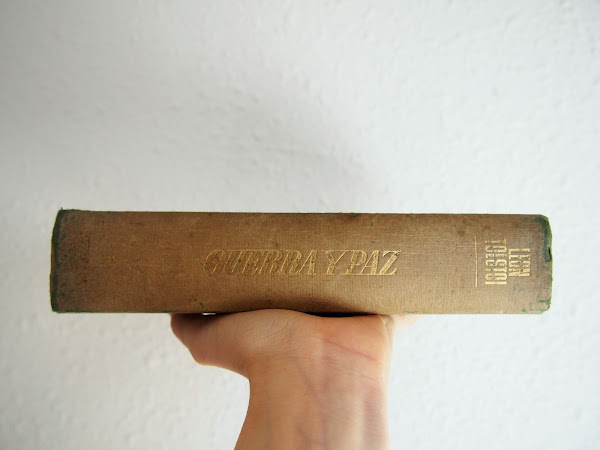 GUERRA Y PAZ
LEON
TOLSTOI